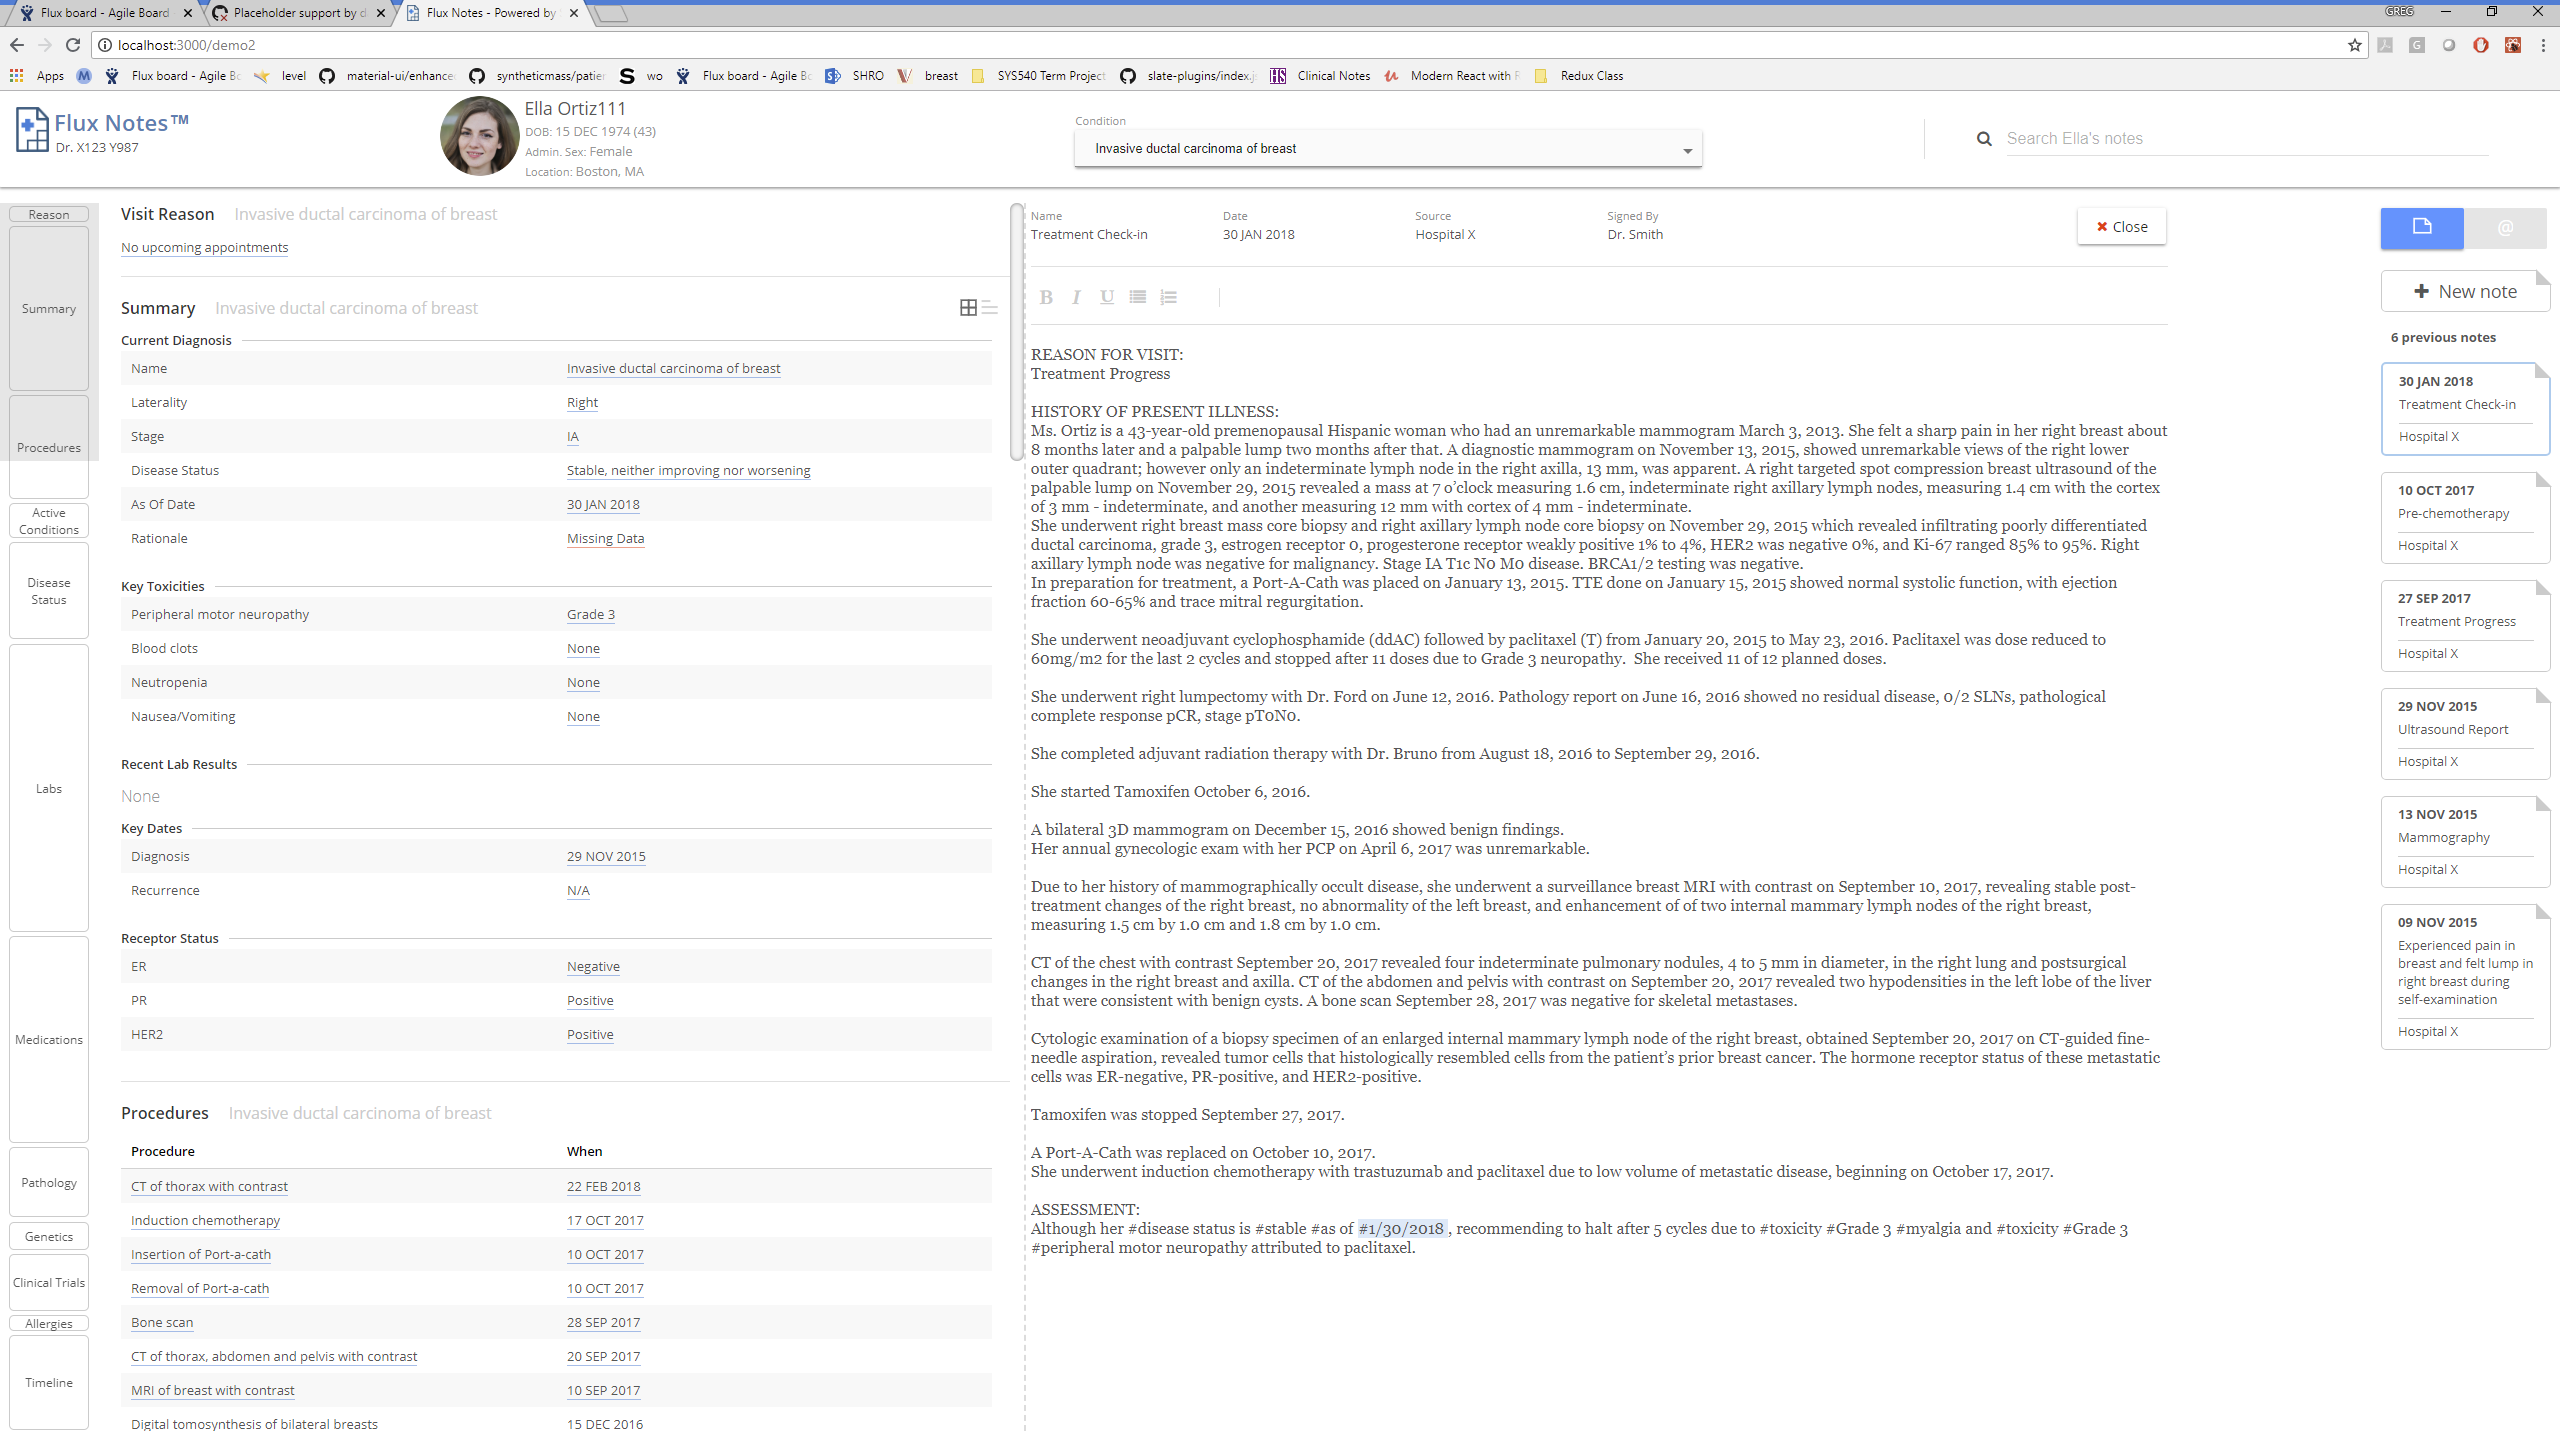 Flux board - Agile Board
Placeholder support by d
Flux Notes - Powered by
GREG
localhost:3000/demo2
Apps
Flux board - Agile Bo
level
material-ui/enhance
syntheticmass/patie
wo
Flux board - Agile Bo
SHRO
breast
SYS540 Term Project
slate-plugins/index.j
Clinical Notes
Modern React with R
Redux Class
Flux Notes™
Dr. X123 Y987
Ella Ortiz111
DOB: 15 DEC 1974 (43)
Admin. Sex: Female
Location: Boston, MA
Condition
Invasive ductal carcinoma of breast
Search Ella's notes
Reason
Summary
Procedures
Active
Conditions
Disease
Status
Labs
Medications
Pathology
Genetics
Clinical Trials
Allergies
Timeline
Visit Reason Invasive ductal carcinoma of breast
No upcoming appointments
Summary Invasive ductal carcinoma of breast
Current Diagnosis
Name Invasive ductal carcinoma of breast
Laterality Right
Stage IA
Disease Status Stable, neither improving nor worsening
As Of Date 30 JAN 2018
Rationale Missing Data
Key Toxicities
Peripheral motor neuropathy Grade 3
Blood clots None
Neutropenia None
Nausea/Vomiting None
Recent Lab Results
None
Key Dates
Diagnosis 29 NOV 2015
Recurrence N/A
Receptor Status
ER Negative
PR Positive
HER2 Positive
Procedures Invasive ductal carcinoma of breast
Procedure When
CT of thorax with contrast 22 FEB 2018
Induction chemotherapy 17 OCT 2017
Insertion of Port-a-cath 10 OCT 2017
Removal of Port-a-cath 10 OCT 2017
Bone scan 28 SEP 2017
CT of thorax, abdomen and pelvis with contrast 20 SEP 2017
MRI of breast with contrast 10 SEP 2017
Digital tomosynthesis of bilateral breasts 15 DEC 2016
Name Date Source Signed By
Treatment Check-in 30 JAN 2018 Hospital X Dr. Smith
✖ Close
B I U
REASON FOR VISIT:
Treatment Progress
HISTORY OF PRESENT ILLNESS:
Ms. Ortiz is a 43-year-old premenopausal Hispanic woman who had an unremarkable mammogram March 3, 2013. She felt a sharp pain in her right breast about
8 months later and a palpable lump two months after that. A diagnostic mammogram on November 13, 2015, showed unremarkable views of the right lower
outer quadrant; however only an indeterminate lymph node in the right axilla, 13 mm, was apparent. A right targeted spot compression breast ultrasound of the
palpable lump on November 29, 2015 revealed a mass at 7 o’clock measuring 1.6 cm, indeterminate right axillary lymph nodes, measuring 1.4 cm with the cortex
of 3 mm - indeterminate, and another measuring 12 mm with cortex of 4 mm - indeterminate.
She underwent right breast mass core biopsy and right axillary lymph node core biopsy on November 29, 2015 which revealed infiltrating poorly differentiated
ductal carcinoma, grade 3, estrogen receptor 0, progesterone receptor weakly positive 1% to 4%, HER2 was negative 0%, and Ki-67 ranged 85% to 95%. Right
axillary lymph node was negative for malignancy. Stage IA T1c N0 M0 disease. BRCA1/2 testing was negative.
In preparation for treatment, a Port-A-Cath was placed on January 13, 2015. TTE done on January 15, 2015 showed normal systolic function, with ejection
fraction 60-65% and trace mitral regurgitation.
She underwent neoadjuvant cyclophosphamide (ddAC) followed by paclitaxel (T) from January 20, 2015 to May 23, 2016. Paclitaxel was dose reduced to
60mg/m2 for the last 2 cycles and stopped after 11 doses due to Grade 3 neuropathy.  She received 11 of 12 planned doses.
She underwent right lumpectomy with Dr. Ford on June 12, 2016. Pathology report on June 16, 2016 showed no residual disease, 0/2 SLNs, pathological
complete response pCR, stage pT0N0.
She completed adjuvant radiation therapy with Dr. Bruno from August 18, 2016 to September 29, 2016.
She started Tamoxifen October 6, 2016.
A bilateral 3D mammogram on December 15, 2016 showed benign findings.
Her annual gynecologic exam with her PCP on April 6, 2017 was unremarkable.
Due to her history of mammographically occult disease, she underwent a surveillance breast MRI with contrast on September 10, 2017, revealing stable post-
treatment changes of the right breast, no abnormality of the left breast, and enhancement of of two internal mammary lymph nodes of the right breast,
measuring 1.5 cm by 1.0 cm and 1.8 cm by 1.0 cm.
CT of the chest with contrast September 20, 2017 revealed four indeterminate pulmonary nodules, 4 to 5 mm in diameter, in the right lung and postsurgical
changes in the right breast and axilla. CT of the abdomen and pelvis with contrast on September 20, 2017 revealed two hypodensities in the left lobe of the liver
that were consistent with benign cysts. A bone scan September 28, 2017 was negative for skeletal metastases.
Cytologic examination of a biopsy specimen of an enlarged internal mammary lymph node of the right breast, obtained September 20, 2017 on CT-guided fine-
needle aspiration, revealed tumor cells that histologically resembled cells from the patient’s prior breast cancer. The hormone receptor status of these metastatic
cells was ER-negative, PR-positive, and HER2-positive.
Tamoxifen was stopped September 27, 2017.
A Port-A-Cath was replaced on October 10, 2017.
She underwent induction chemotherapy with trastuzumab and paclitaxel due to low volume of metastatic disease, beginning on October 17, 2017.
ASSESSMENT:
Although her #disease status is #stable #as of #1/30/2018 , recommending to halt after 5 cycles due to #toxicity #Grade 3 #myalgia and #toxicity #Grade 3
#peripheral motor neuropathy attributed to paclitaxel.
@
+ New note
6 previous notes
30 JAN 2018
Treatment Check-in
Hospital X
10 OCT 2017
Pre-chemotherapy
Hospital X
27 SEP 2017
Treatment Progress
Hospital X
29 NOV 2015
Ultrasound Report
Hospital X
13 NOV 2015
Mammography
Hospital X
09 NOV 2015
Experienced pain in
breast and felt lump in
right breast during
self-examination
Hospital X